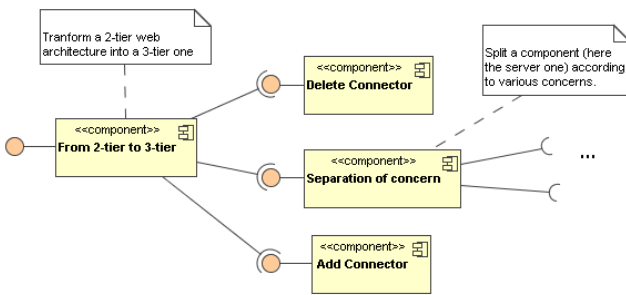 Tranform a 2-tier web
architecture into a 3-tier one
Split a component (here
the server one) according
to various concerns.
<<component>>
Delete Connector
<<component>>
From 2-tier to 3-tier
<<component>>
Separation of concern
...
<<component>>
Add Connector